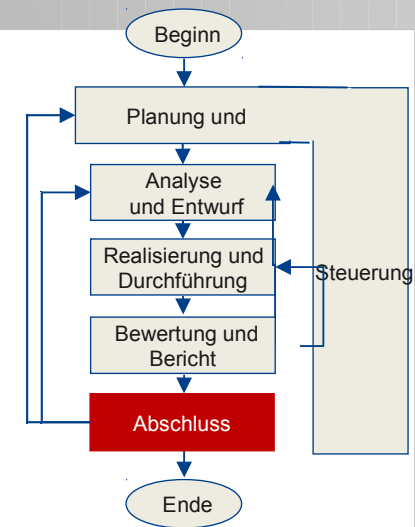 Beginn
Planung und
Analyse
und Entwurf
Realisierung und
Durchführung
Steuerung
Bewertung und
Bericht
Abschluss
Ende